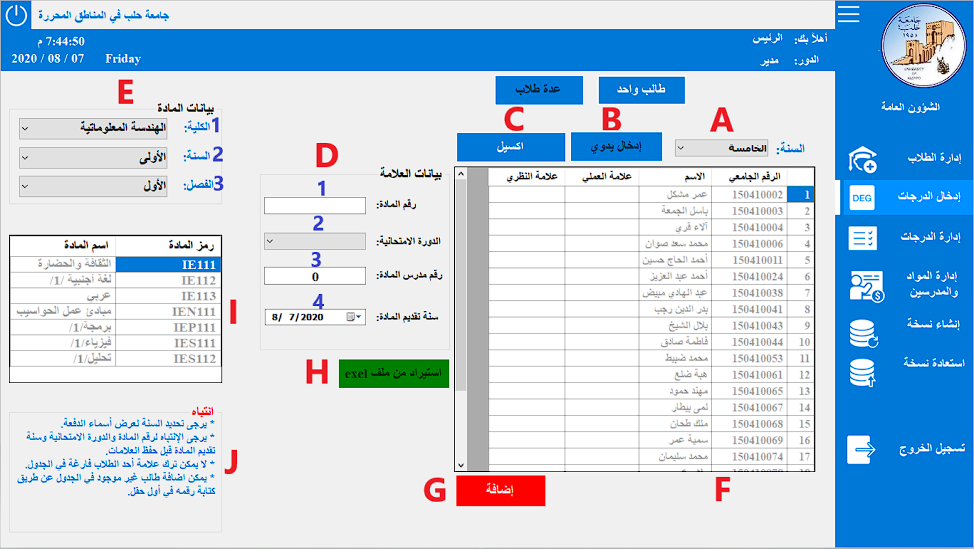 جامعة حلب في المناطق المحررة
7:44:50 م
2020 / 08 / 07 Friday
أهلاً بك: الرئيس
الدور: مدير
الشؤون العامة
إدارة الطلاب
DEG إدخال الدرجات
إدارة الدرجات
إدارة المواد والمدرسين
إنشاء نسخة
استعادة نسخة
تسجيل الخروج
طالب واحد
عدة طلاب
A
B
C
السنة: الخامسة
إدخال يدوي
اكسيل
الرقم الجامعي الاسم علامة العملي علامة النظري
1 150410002 عمر مشكل
2 150410003 باسل الجمعة
3 150410004 آلاء قرى
4 150410006 محمد سعد صوان
5 150410011 أحمد الحاج حسين
6 150410024 أحمد عبد العزيز
7 150410038 عبد الهادي مبيض
8 150410041 بدر الدين رجب
9 150410043 بلال الشيخ
10 150410044 فاطمة صادق
11 150410053 محمد ضبيط
12 150410061 هبة ضلع
13 150410065 مهند حمود
14 150410067 لمى بيطار
15 150410068 ملك طحان
16 150410069 سمية عمر
17 150410074 محمد سليمان
F
G
إضافة
D
بيانات العلامة
1
رقم المادة:
2
الدورة الامتحانية:
3
رقم مدرس المادة: 0
4
سنة تقديم المادة: 8/ 7/2020
H
استيراد من ملف exel
E
بيانات المادة
1 الكلية: الهندسة المعلوماتية
2 السنة: الأولى
3 الفصل: الأول
رمز المادة اسم المادة
IE111 الثقافة والحضارة
IE112 لغة أجنبية /1/
IE113 عربي
IEN111 مبادئ عمل الحواسيب
IEP111 برمجة/1/
IES111 فيزياء/1/
IES112 تحليل/1/
I
انتباه
* يرجى تحديد السنة لعرض أسماء الدفعة.
* يرجى الإنتباه لرقم المادة والدورة الامتحانية وسنة
تقديم المادة قبل حفظ العلامات.
* لا يمكن ترك علامة أحد الطلاب فارغة في الجدول.
* يمكن اضافة طالب غير موجود في الجدول عن طريق
كتابة رقمه في أول حقل.
J